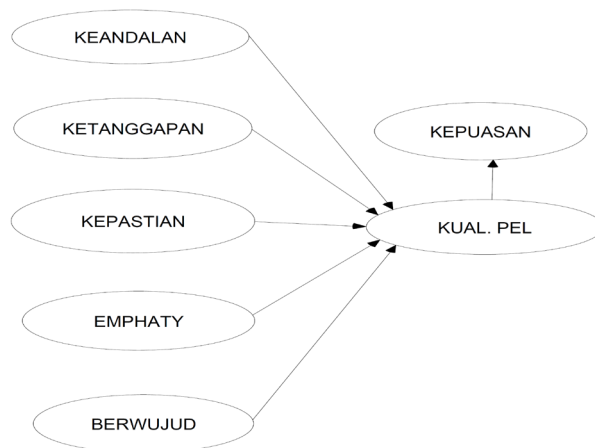 KEANDALAN
KETANGGAPAN
KEPUASAN
KEPASTIAN
KUAL. PEL
EMPHATY
BERWUJUD